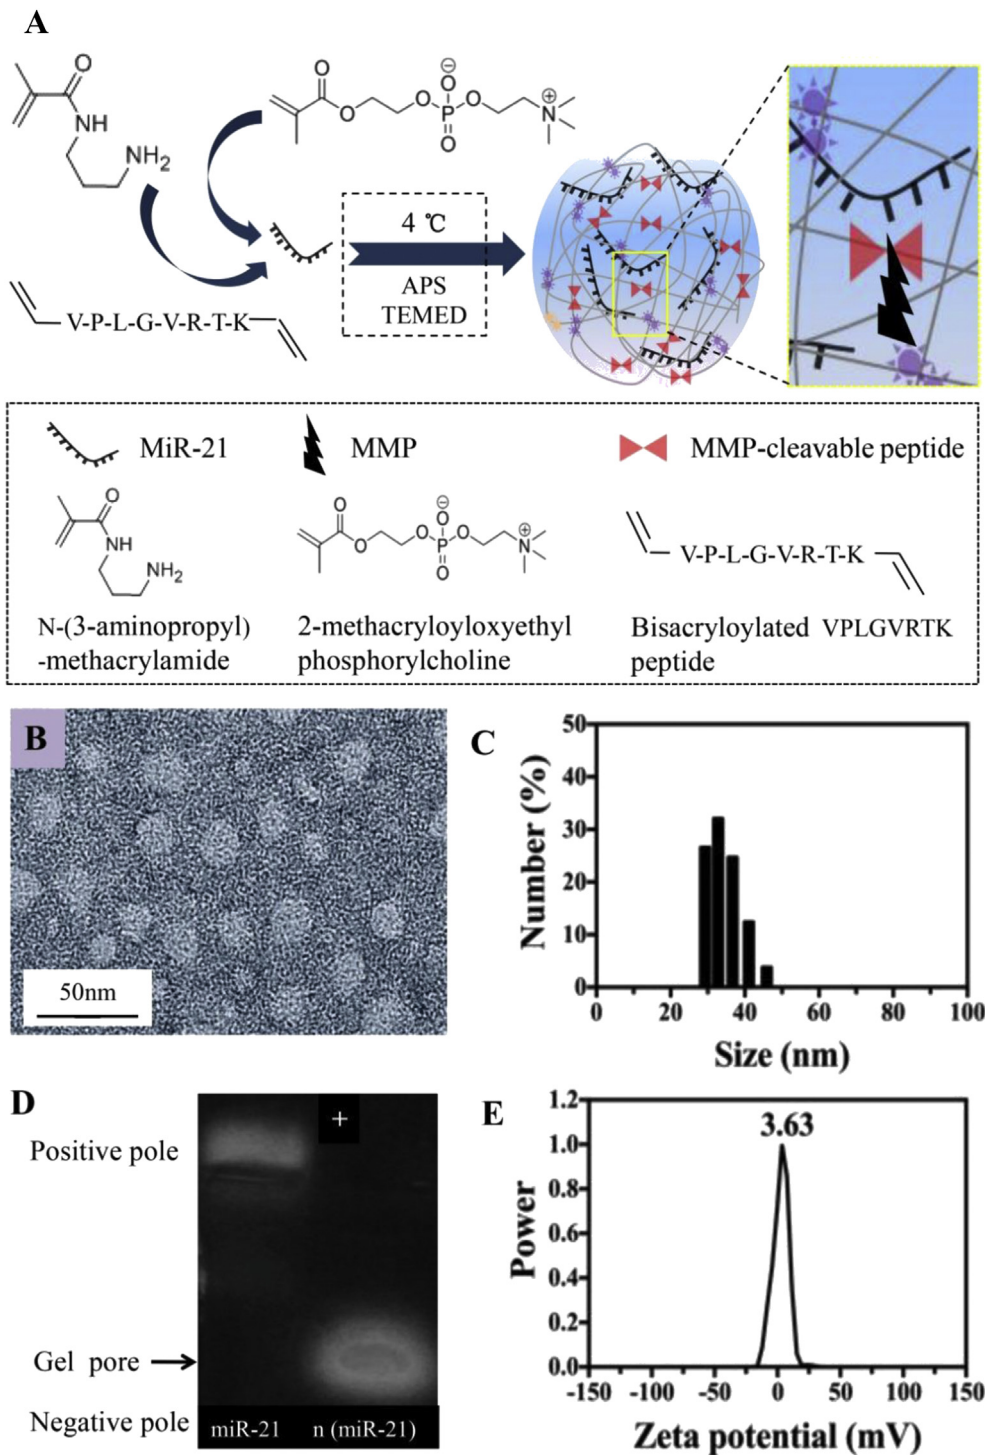 A
O
NH
NH₂
O
O
O
⊖
O
P
O
O
⊕
N
V-P-L-G-V-R-T-K
4 ℃
APS
TEMED
MiR-21
MMP
MMP-cleavable peptide
O
NH
NH₂
O
O
O
⊖
O
P
O
O
⊕
N
V-P-L-G-V-R-T-K
N-(3-aminopropyl)
-methacrylamide
2-methacryloyloxyethyl
phosphorylcholine
Bisacryloylated VPLGVRTK
peptide
B
50nm
C
Number (%)
50
40
30
20
10
0
0 20 40 60 80 100
Size (nm)
D
Positive pole
+
Gel pore
Negative pole
miR-21 n (miR-21)
E
3.63
Power
1.2
1.0
0.8
0.6
0.4
0.2
0.0
-150 -100 -50 0 50 100 150
Zeta potential (mV)